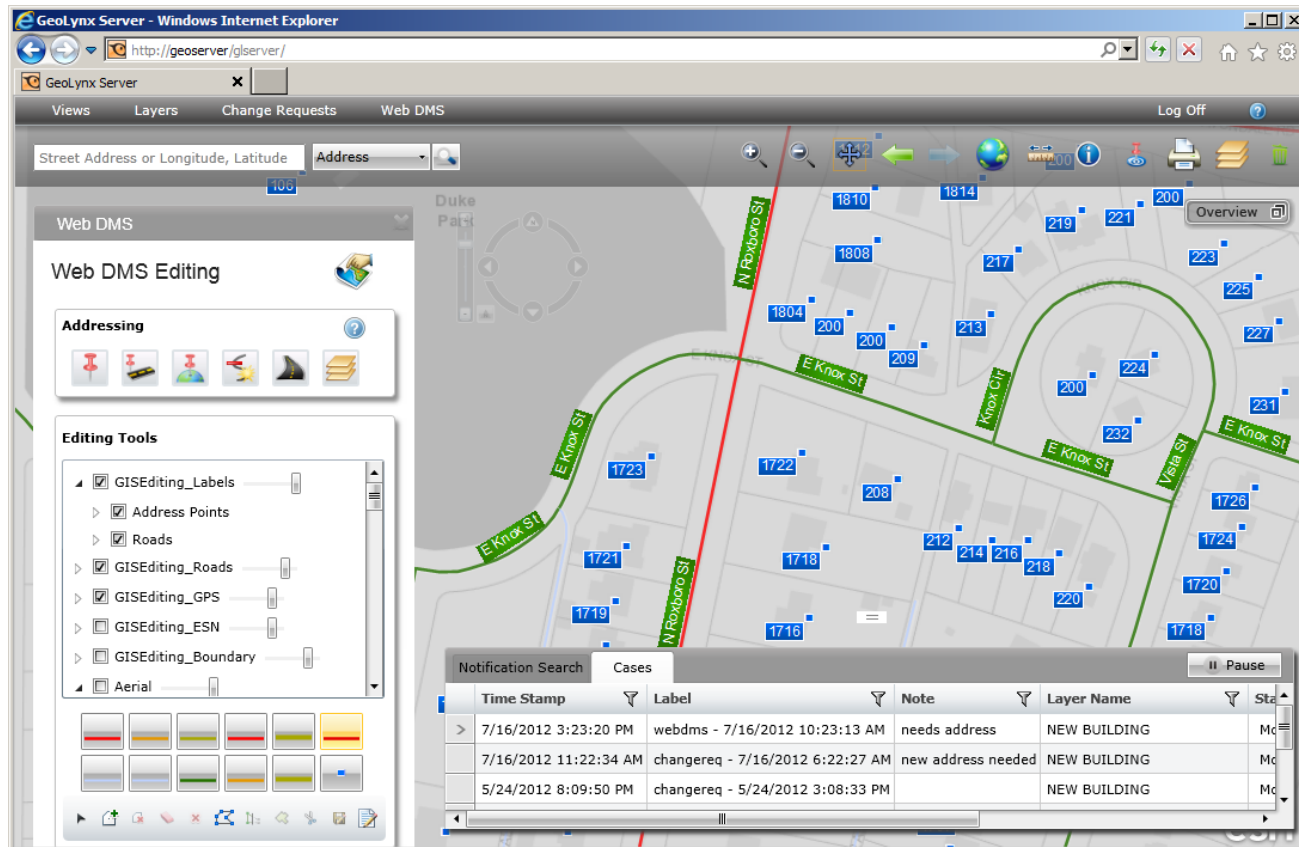 GeoLynx Server - Windows Internet Explorer
http://geoserver/glserver/
GeoLynx Server
Views Layers Change Requests Web DMS Log Off
Street Address or Longitude, Latitude Address
Overview
Web DMS
Web DMS Editing
Addressing
Editing Tools
GISEditing_Labels
Address Points
Roads
GISEditing_Roads
GISEditing_GPS
GISEditing_ESN
GISEditing_Boundary
Aerial
106
Duke
1810
1814
200
219
221
N Roxboro St
1808
217
223
KNOX CIR
225
1804
200
200
209
213
227
E Knox St
Knox Cir
200
224
231
232
E Knox St
E Knox St
Vista St
E Knox St
1723
1722
208
1726
E Knox St
212
214
216
218
1724
1721
1718
220
1720
N Roxboro St
1719
1716
1718
Notification Search Cases Pause
Time Stamp Label Note Layer Name Sta
7/16/2012 3:23:20 PM webdms - 7/16/2012 10:23:13 AM needs address NEW BUILDING
7/16/2012 11:22:34 AM changereq - 7/16/2012 6:22:27 AM new address needed NEW BUILDING
5/24/2012 8:09:50 PM changereq - 5/24/2012 3:08:33 PM NEW BUILDING